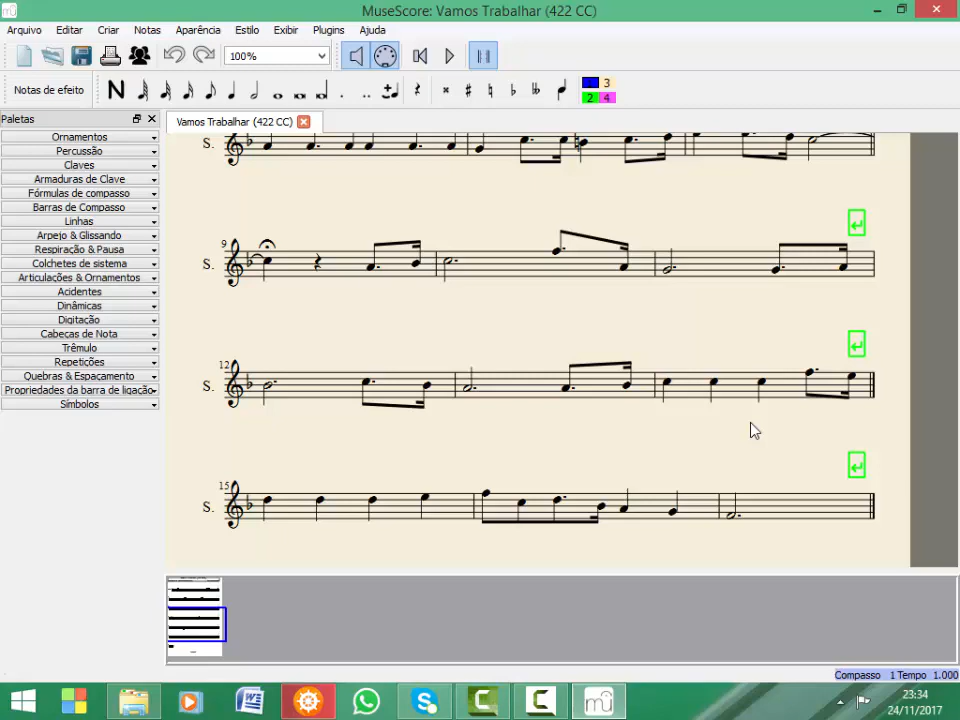 MuseScore: Vamos Trabalhar (422 CC)
Arquivo Editar Criar Notas Aparência Estilo Exibir Plugins Ajuda
100%
Notas de efeito
N
1 3
2 4
Paletas
Vamos Trabalhar (422 CC)
Ornamentos
Percussão
Claves
Armaduras de Clave
Fórmulas de compasso
Barras de Compasso
Linhas
Arpejo & Glissando
Respiração & Pausa
Colchetes de sistema
Articulações & Ornamentos
Acidentes
Dinâmicas
Digitação
Cabeças de Nota
Trêmulo
Repetições
Quebras & Espaçamento
Propriedades da barra de ligação
Símbolos
S.
9
S.
12
S.
15
S.
Compasso 1 Tempo 1.000
23:34
24/11/2017